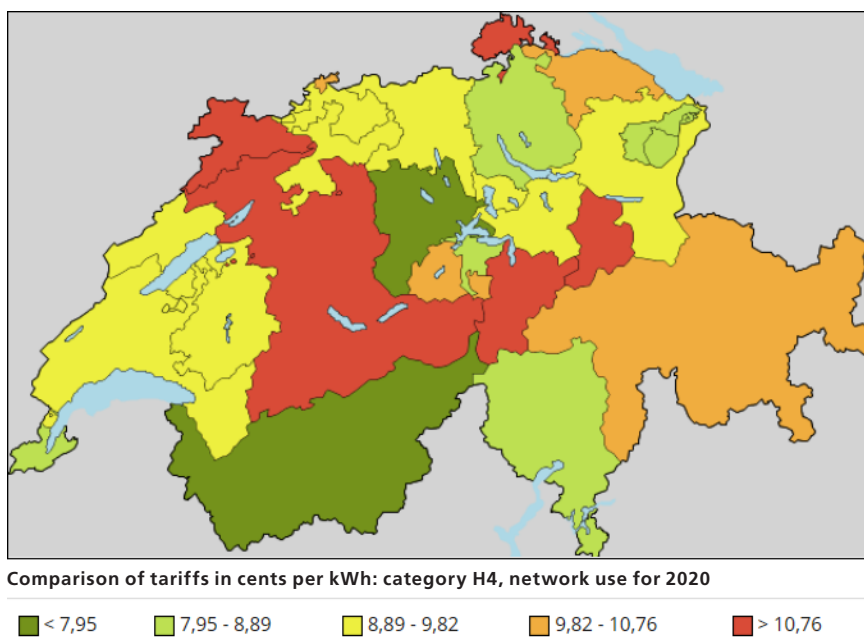 Comparison of tariffs in cents per kWh: category H4, network use for 2020
< 7,95 7,95 - 8,89 8,89 - 9,82 9,82 - 10,76 > 10,76